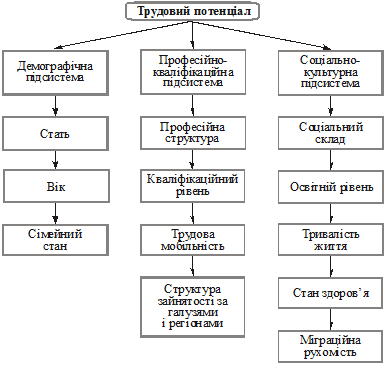 Трудовий потенціал
Демографічна
підсистема
Стать
Вік
Сімейний
стан
Професійно-
кваліфікаційна
підсистема
Професійна
структура
Кваліфікаційний
рівень
Трудова
мобільність
Структура
зайнятості за
галузями
і регіонами
Соціально-
культурна
підсистема
Соціальний
склад
Освітній рівень
Тривалість
життя
Стан здоров’я
Міграційна
рухомість